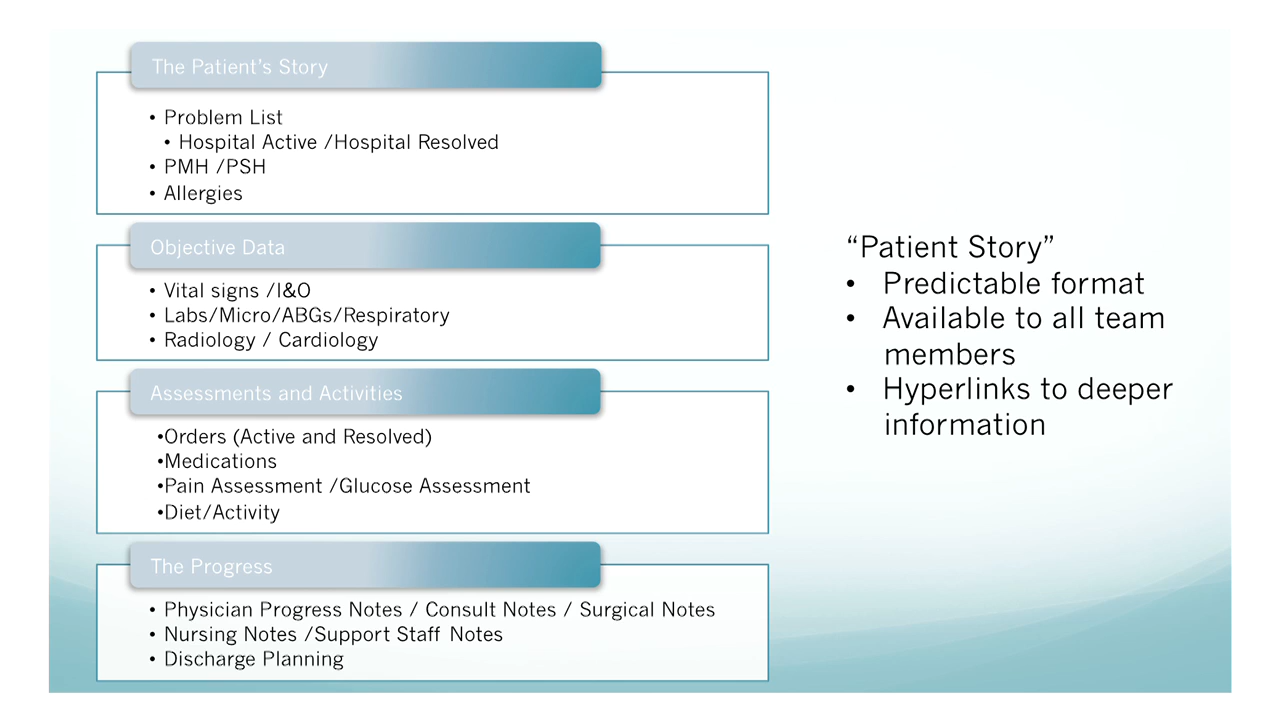 The Patient's Story
• Problem List
• Hospital Active /Hospital Resolved
• PMH /PSH
• Allergies
Objective Data
• Vital signs /I&O
• Labs/Micro/ABGs/Respiratory
• Radiology / Cardiology
Assessments and Activities
•Orders (Active and Resolved)
•Medications
•Pain Assessment /Glucose Assessment
•Diet/Activity
The Progress
• Physician Progress Notes / Consult Notes / Surgical Notes
• Nursing Notes /Support Staff Notes
• Discharge Planning
“Patient Story”
• Predictable format
• Available to all team
members
• Hyperlinks to deeper
information